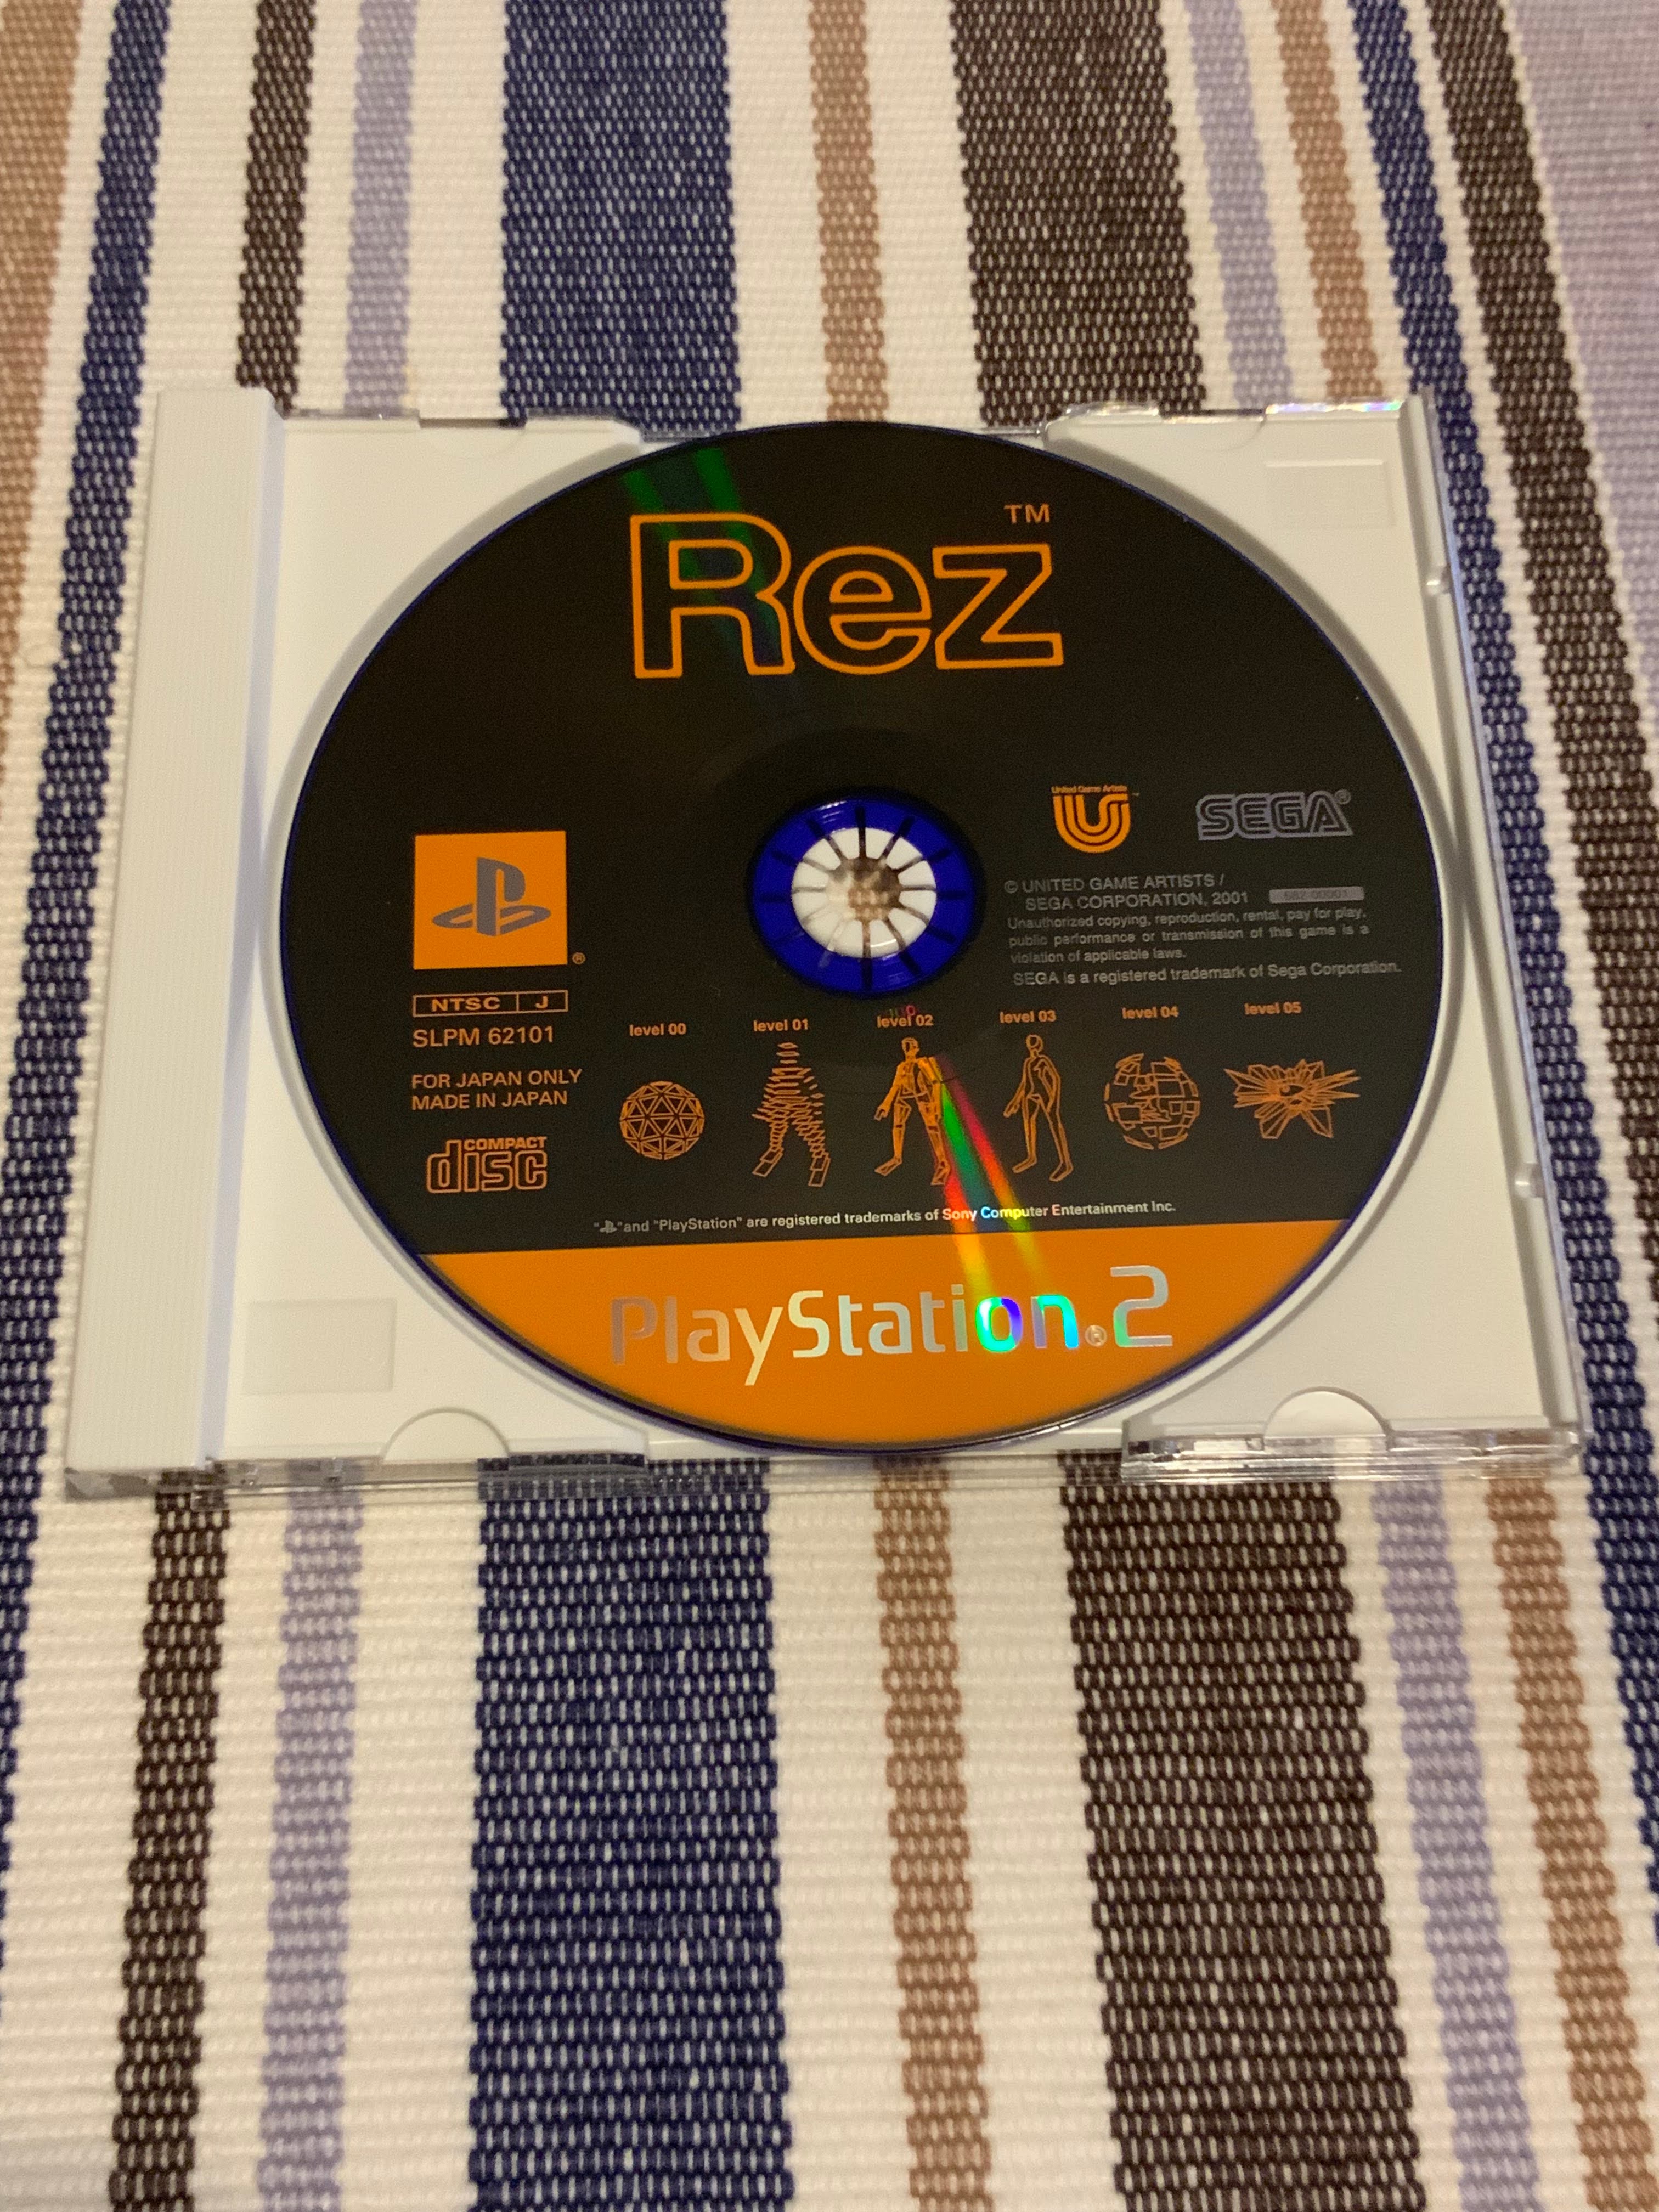 Rez™
United Game Artists™
SEGA®
© UNITED GAME ARTISTS /
SEGA CORPORATION, 2001
Unauthorized copying, reproduction, rental, pay for play,
public performance or transmission of this game is a
violation of applicable laws.
SEGA is a registered trademark of Sega Corporation.
®
NTSC J
SLPM 62101
FOR JAPAN ONLY
MADE IN JAPAN
COMPACT
disc
level 00 level 01 level 02 level 03 level 04 level 05
" "and "PlayStation" are registered trademarks of Sony Computer Entertainment Inc.
PlayStation®2